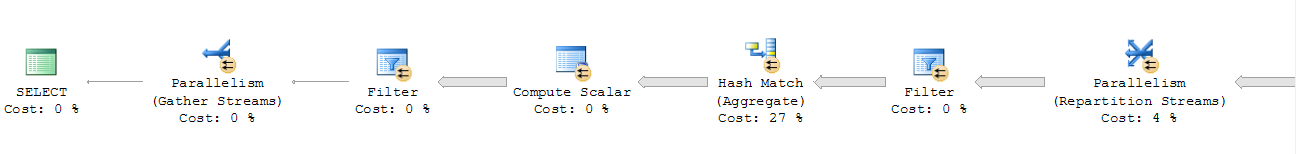 SELECT
Cost: 0 %
Parallelism
(Gather Streams)
Cost: 0 %
Filter
Cost: 0 %
Compute Scalar
Cost: 0 %
Hash Match
(Aggregate)
Cost: 27 %
Filter
Cost: 0 %
Parallelism
(Repartition Streams)
Cost: 4 %